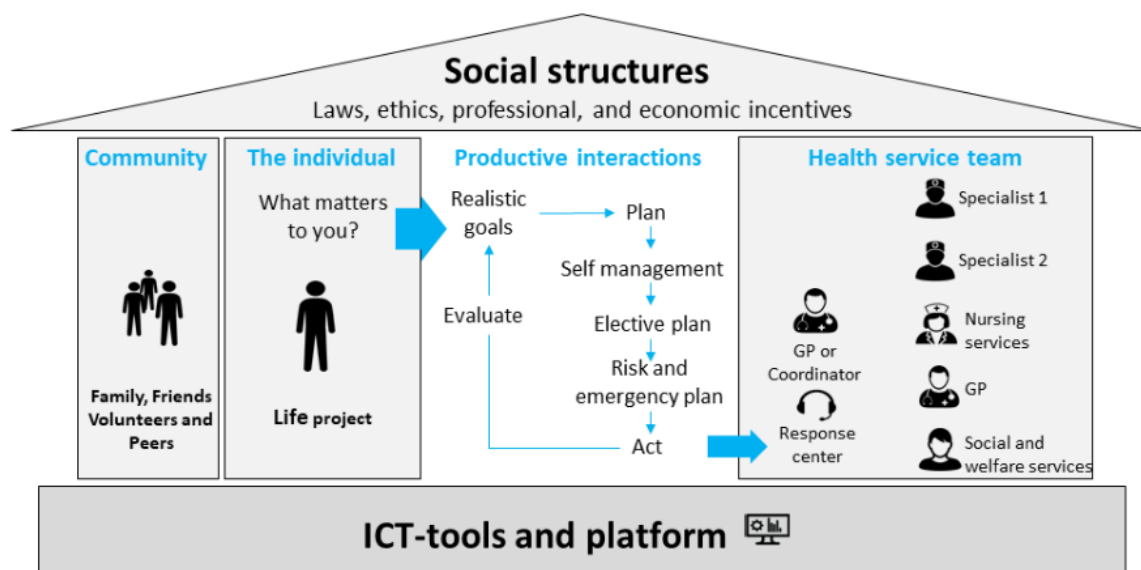 Social structures
Laws, ethics, professional, and economic incentives
Community
Family, Friends
Volunteers and
Peers
The individual
What matters
to you?
Life project
Productive interactions
Realistic
goals
Plan
Self management
Elective plan
Risk and
emergency plan
Act
Evaluate
Health service team
GP or
Coordinator
Response
center
Specialist 1
Specialist 2
Nursing
services
GP
Social and
welfare services
ICT-tools and platform